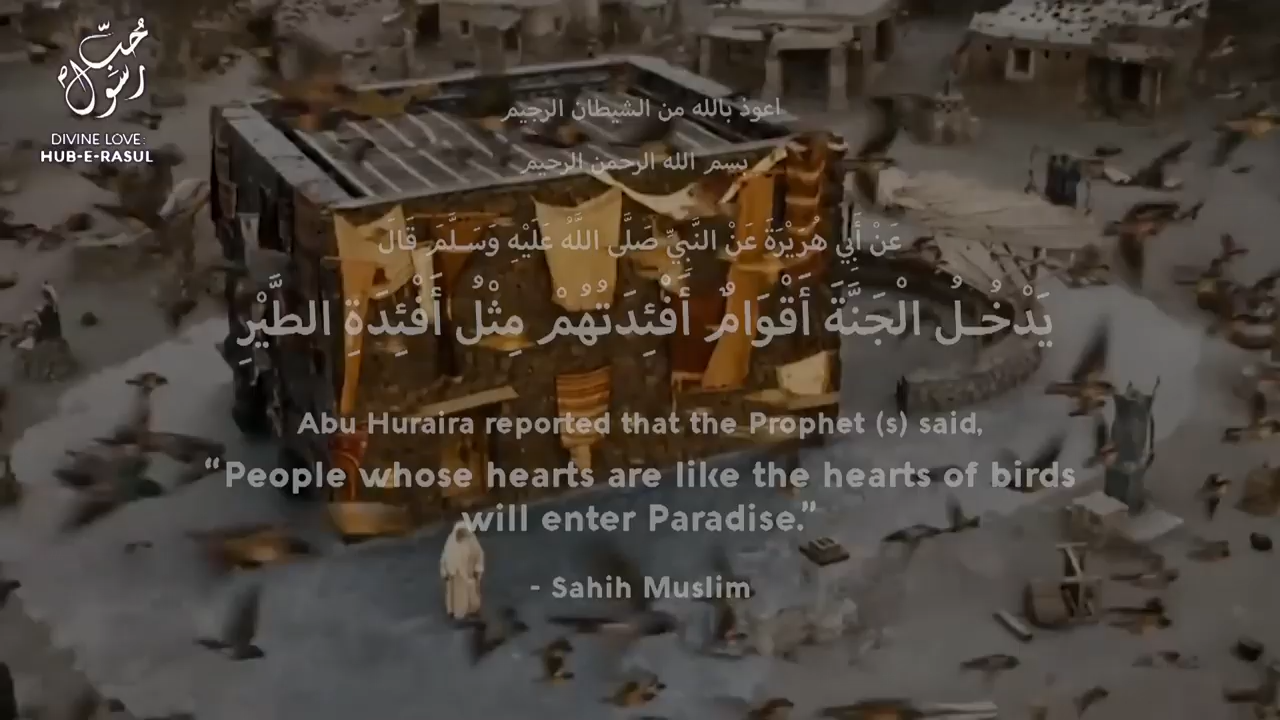 حب رسول
DIVINE LOVE:
HUB-E-RASUL
اعوذ بالله من الشيطان الرجيم
بسم الله الرحمن الرحيم
عَنْ أَبِي هُرَيْرَةَ عَنْ النَّبِيِّ صَلَّى اللَّهُ عَلَيْهِ وَسَلَّمَ قَالَ
يَدْخُلُ الْجَنَّةَ أَقْوَامٌ أَفْئِدَتُهُمْ مِثْلُ أَفْئِدَةِ الطَّيْرِ
Abu Huraira reported that the Prophet (s) said,
“People whose hearts are like the hearts of birds
will enter Paradise.”
- Sahih Muslim